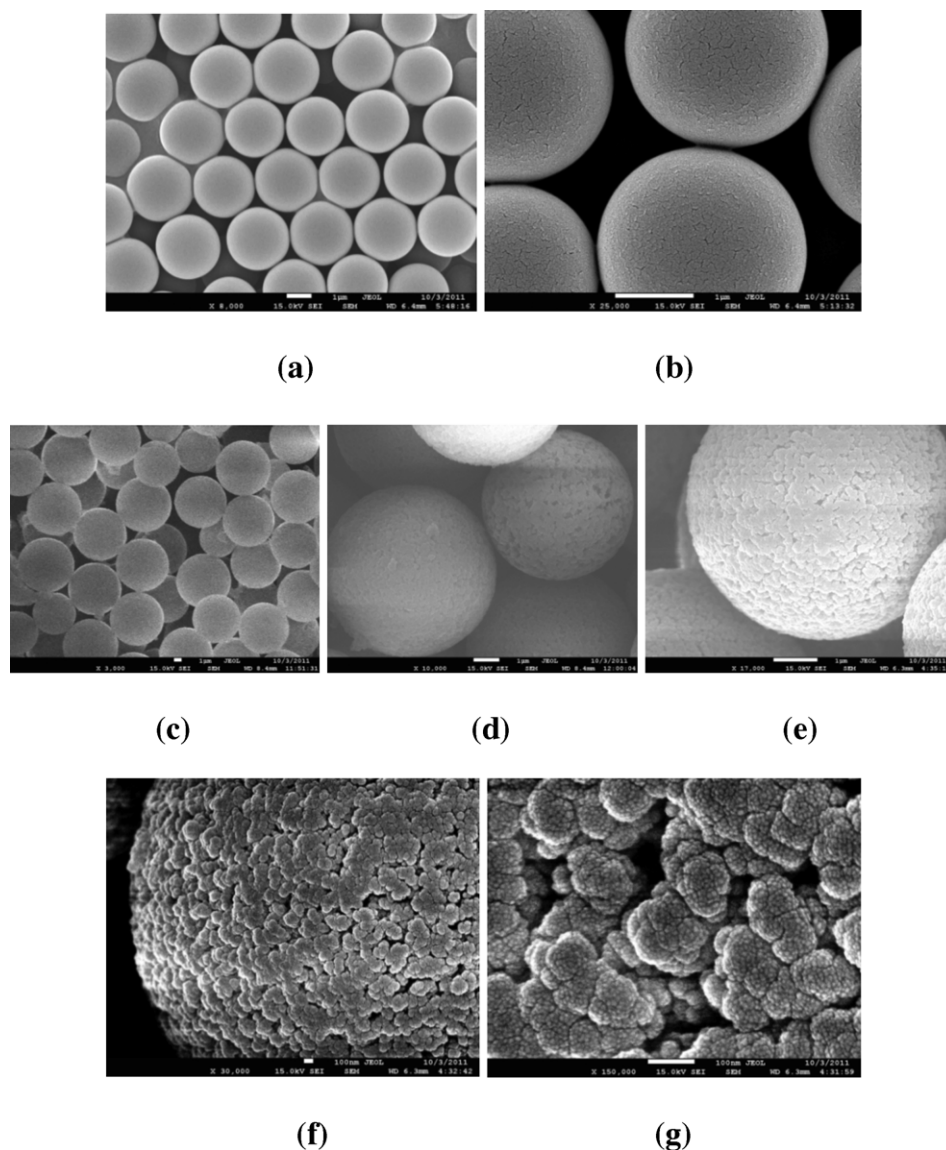 1μm JEOL 10/3/2011
X 8,000 15.0kV SEI SEM WD 6.4mm 5:48:16
1μm JEOL 10/3/2011
X 25,000 15.0kV SEI SEM WD 6.4mm 5:13:32
(a) (b)
1μm JEOL 10/3/2011
X 3,000 15.0kV SEI SEM WD 6.4mm 11:51:31
1μm JEOL 10/3/2011
X 10,000 15.0kV SEI SEM WD 8.4mm 12:00:04
1μm JEOL 10/3/2011
X 17,000 15.0kV SEI SEM WD 6.3mm
(c) (d) (e)
100nm JEOL 10/3/2011
X 30,000 15.0kV SEI SEM WD 6.3mm 4:32:42
100nm JEOL 10/3/2011
X 150,000 15.0kV SEI SEM WD 6.3mm 4:31:59
(f) (g)